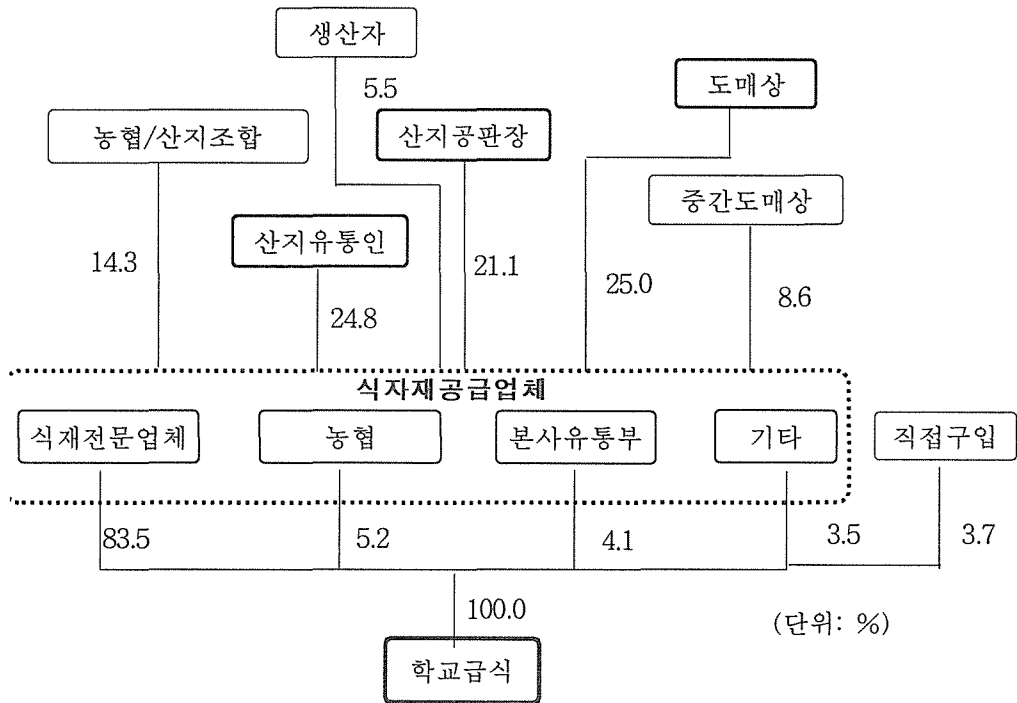 생산자
5.5
도매상
농협/산지조합
산지공판장
중간도매상
산지유통인
14.3
21.1
25.0
8.6
24.8
식자재공급업체
식재전문업체
농협
본사유통부
기타
직접구입
83.5
5.2
4.1
3.5
3.7
100.0
(단위: %)
학교급식